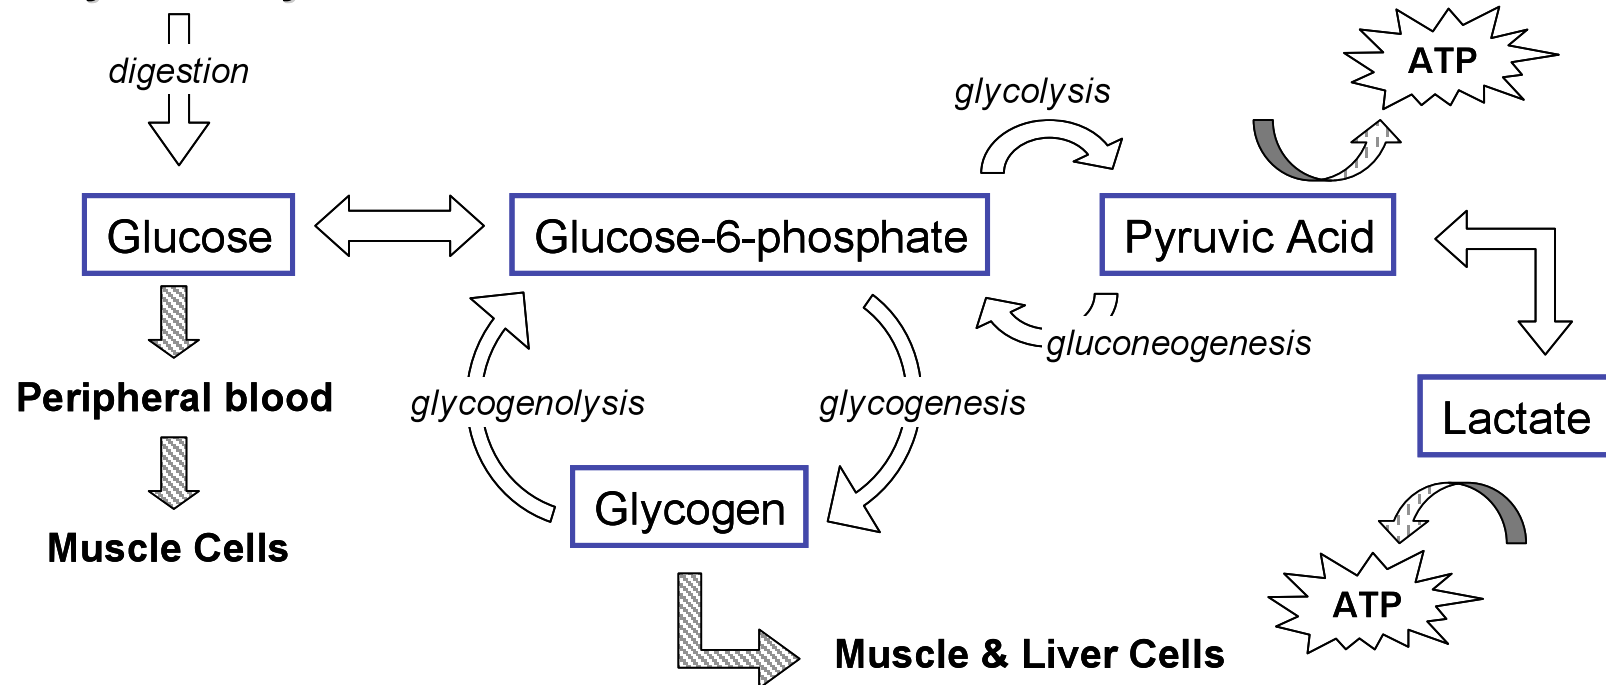 digestion
glycolysis
ATP
Glucose
Glucose-6-phosphate
Pyruvic Acid
gluconeogenesis
Peripheral blood
glycogenolysis
glycogenesis
Lactate
Glycogen
Muscle Cells
ATP
Muscle & Liver Cells